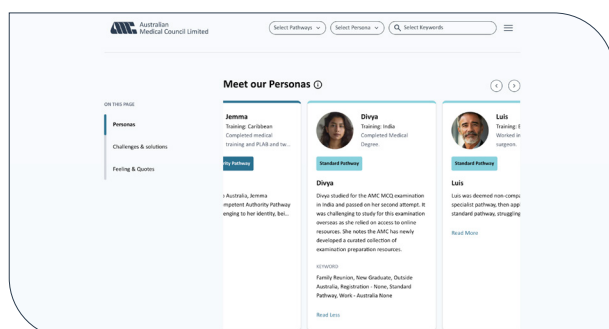 Australian
Medical Council Limited
Select Pathways
Select Persona
Select Keywords
Meet our Personas
ON THIS PAGE
Personas
Challenges & solutions
Feeling & Quotes
Jemma
Training: Caribbean
Completed medical
training and PLAB and tw...
rity Pathway
Australia, Jemma
mpetent Authority Pathway
enging to her identity, bei...
Divya
Training: India
Completed Medical
Degree.
Standard Pathway
Divya
Divya studied for the AMC MCQ examination
in India and passed on her second attempt. It
was challenging to study for this examination
overseas as she relied on access to online
resources. She notes the AMC has newly
developed a curated collection of
examination preparation resources.
KEYWORD
Family Reunion, New Graduate, Outside
Australia, Registration - None, Standard
Pathway, Work - Australia None
Read Less
Luis
Training: E
Worked in
surgeon.
Standard Pathway
Luis
Luis was deemed non-compa
specialist pathway, then app
standard pathway, struggling
Read More